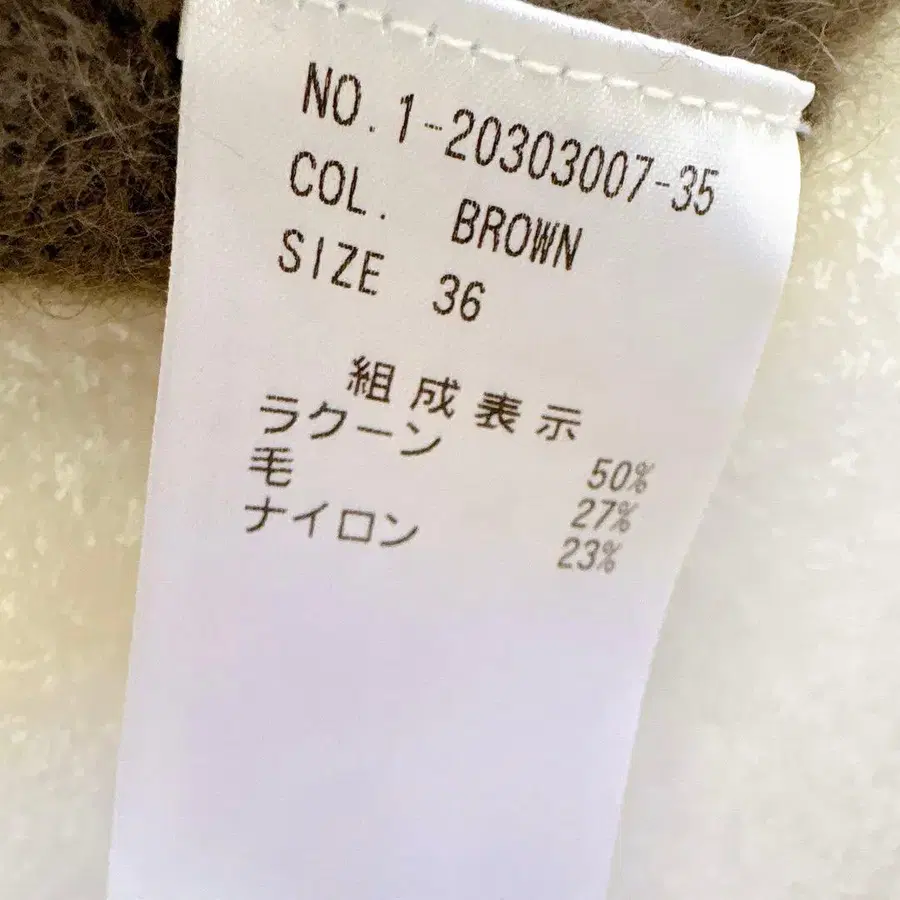 NO. 1-20303007-35
COL. BROWN
SIZE 36
組成表示
ラクーン 50%
毛 27%
ナイロン 23%